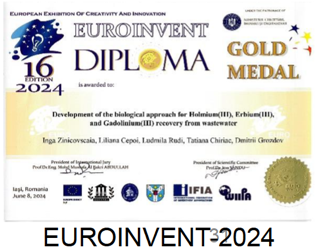 EUROPEAN EXHIBITION OF CREATIVITY AND INNOVATION
EUROINVENT
16
EDITION
2024
DIPLOMA
is awarded to:
GOLD
MEDAL
Development of the biological approach for Holmium(III), Erbium(III),
and Gadolinium(III) recovery from wastewater
Inga Zinicovscaia, Liliana Cepoi, Ludmila Rudi, Tatiana Chiriac, Dmitrii Grozdov
President of International Jury
President of Scientific Committee
Iași, Romania
June 8, 2024
IFIA
EUROINVENT-2024